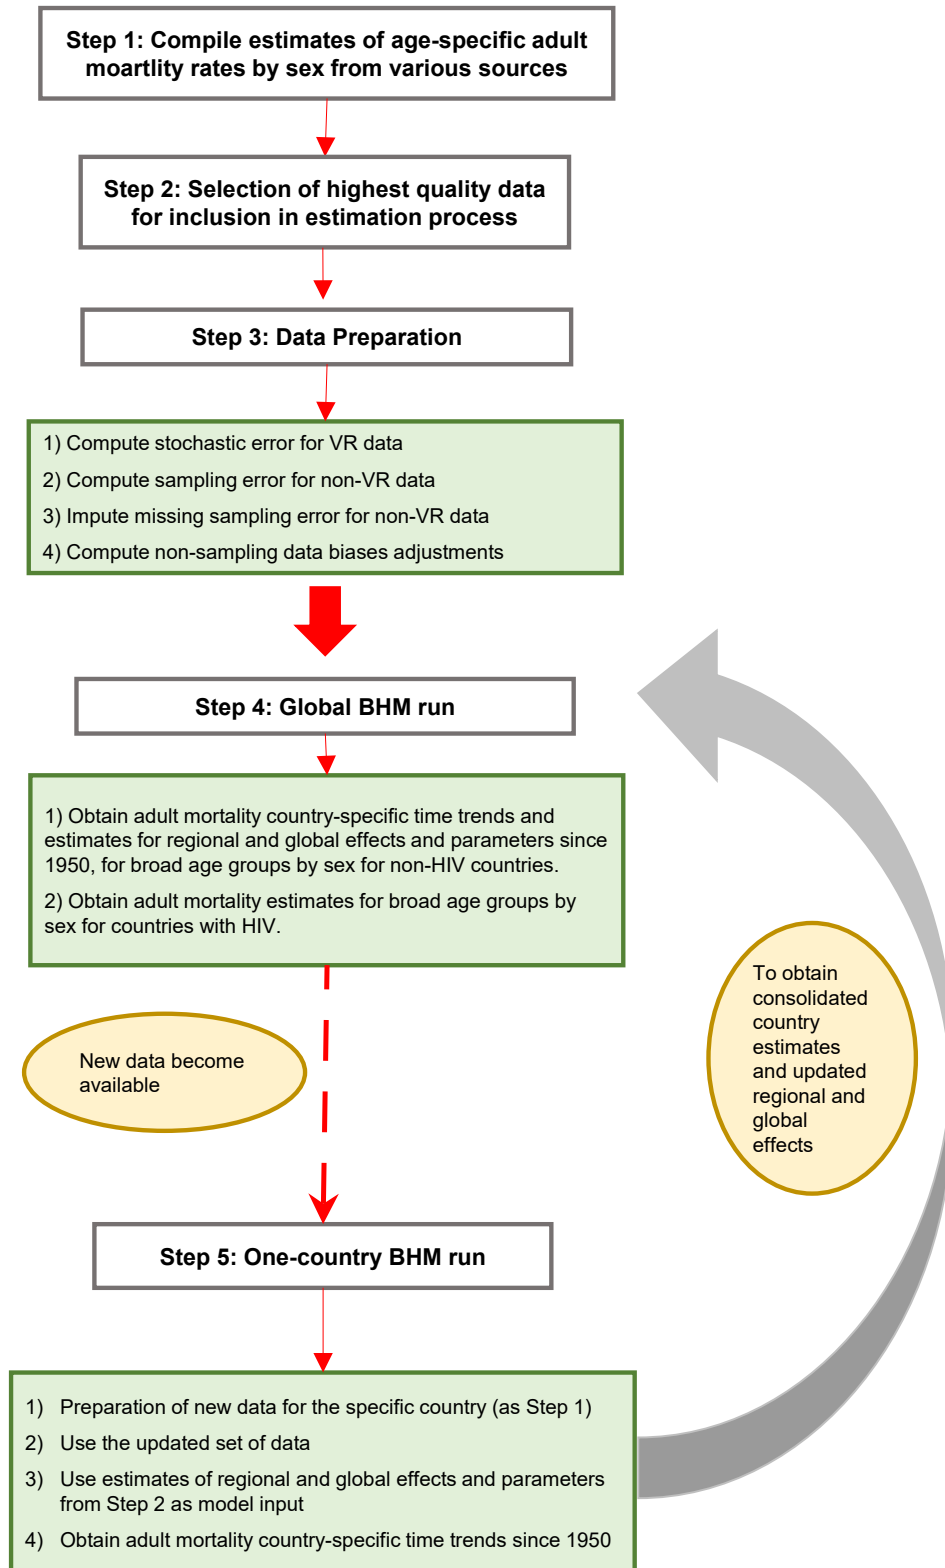 Step 1: Compile estimates of age-specific adult
moartlity rates by sex from various sources
Step 2: Selection of highest quality data
for inclusion in estimation process
Step 3: Data Preparation
1) Compute stochastic error for VR data
2) Compute sampling error for non-VR data
3) Impute missing sampling error for non-VR data
4) Compute non-sampling data biases adjustments
Step 4: Global BHM run
1) Obtain adult mortality country-specific time trends and
estimates for regional and global effects and parameters since
1950, for broad age groups by sex for non-HIV countries.
2) Obtain adult mortality estimates for broad age groups by
sex for countries with HIV.
New data become
available
To obtain
consolidated
country
estimates
and updated
regional and
global
effects
Step 5: One-country BHM run
1) Preparation of new data for the specific country (as Step 1)
2) Use the updated set of data
3) Use estimates of regional and global effects and parameters
from Step 2 as model input
4) Obtain adult mortality country-specific time trends since 1950